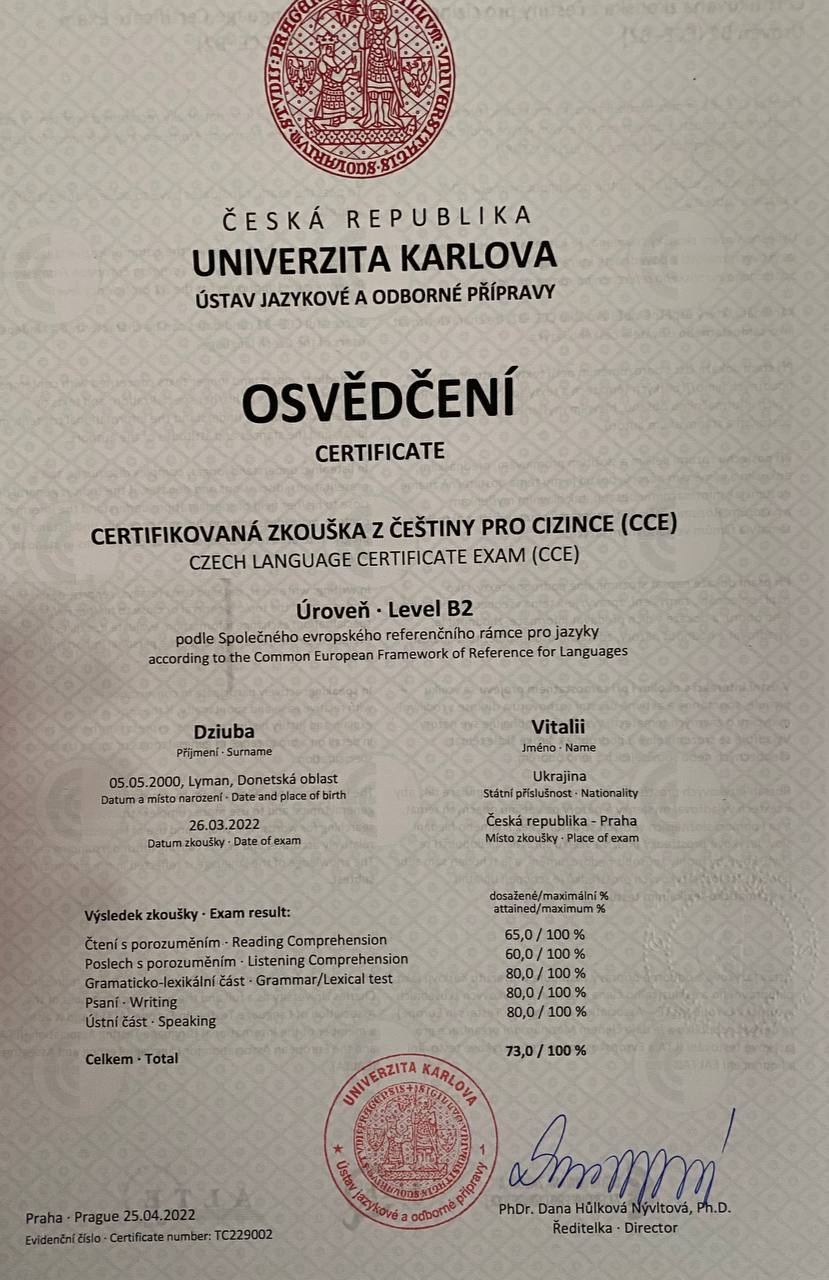 ČESKÁ REPUBLIKA
UNIVERZITA KARLOVA
ÚSTAV JAZYKOVÉ A ODBORNÉ PŘÍPRAVY
OSVĚDČENÍ
CERTIFICATE
CERTIFIKOVANÁ ZKOUŠKA Z ČEŠTINY PRO CIZINCE (CCE)
CZECH LANGUAGE CERTIFICATE EXAM (CCE)
Úroveň · Level B2
podle Společného evropského referenčního rámce pro jazyky
according to the Common European Framework of Reference for Languages
Dziuba
Příjmení · Surname
Vitalii
Jméno · Name
05.05.2000, Lyman, Donetská oblast
Datum a místo narození · Date and place of birth
Ukrajina
Státní příslušnost · Nationality
26.03.2022
Datum zkoušky · Date of exam
Česká republika - Praha
Místo zkoušky · Place of exam
dosažené/maximální %
attained/maximum %
Výsledek zkoušky · Exam result:
Čtení s porozuměním · Reading Comprehension 65,0 / 100 %
Poslech s porozuměním · Listening Comprehension 60,0 / 100 %
Gramaticko-lexikální část · Grammar/Lexical test 80,0 / 100 %
Psaní · Writing 80,0 / 100 %
Ústní část · Speaking 80,0 / 100 %
Celkem · Total 73,0 / 100 %
UNIVERZITA KARLOVA
Ústav jazykové a odborné přípravy
1
PhDr. Dana Hůlková Nývltová, Ph.D.
Ředitelka · Director
Praha · Prague 25.04.2022
Evidenční číslo · Certificate number: TC229002